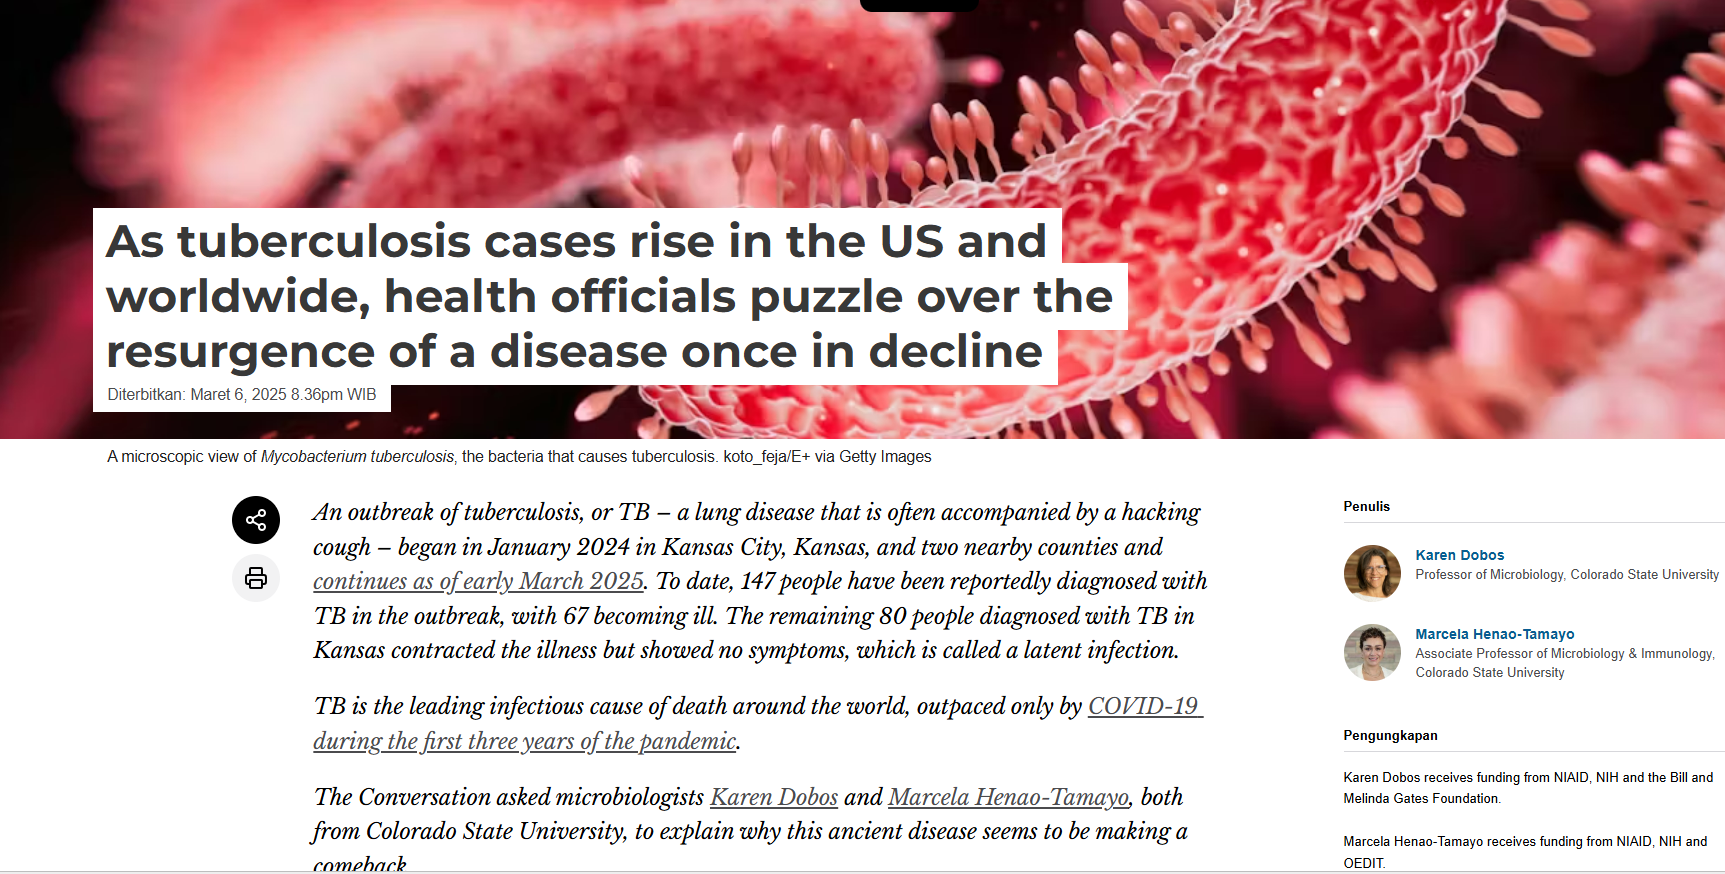 As tuberculosis cases rise in the US and
worldwide, health officials puzzle over the
resurgence of a disease once in decline
Diterbitkan: Maret 6, 2025 8.36pm WIB
A microscopic view of Mycobacterium tuberculosis, the bacteria that causes tuberculosis. koto_feja/E+ via Getty Images
An outbreak of tuberculosis, or TB – a lung disease that is often accompanied by a hacking
cough – began in January 2024 in Kansas City, Kansas, and two nearby counties and
continues as of early March 2025. To date, 147 people have been reportedly diagnosed with
TB in the outbreak, with 67 becoming ill. The remaining 80 people diagnosed with TB in
Kansas contracted the illness but showed no symptoms, which is called a latent infection.
TB is the leading infectious cause of death around the world, outpaced only by COVID-19
during the first three years of the pandemic.
The Conversation asked microbiologists Karen Dobos and Marcela Henao-Tamayo, both
from Colorado State University, to explain why this ancient disease seems to be making a
comeback
Penulis
Karen Dobos
Professor of Microbiology, Colorado State University
Marcela Henao-Tamayo
Associate Professor of Microbiology & Immunology,
Colorado State University
Pengungkapan
Karen Dobos receives funding from NIAID, NIH and the Bill and
Melinda Gates Foundation.
Marcela Henao-Tamayo receives funding from NIAID, NIH and
OEDIT.